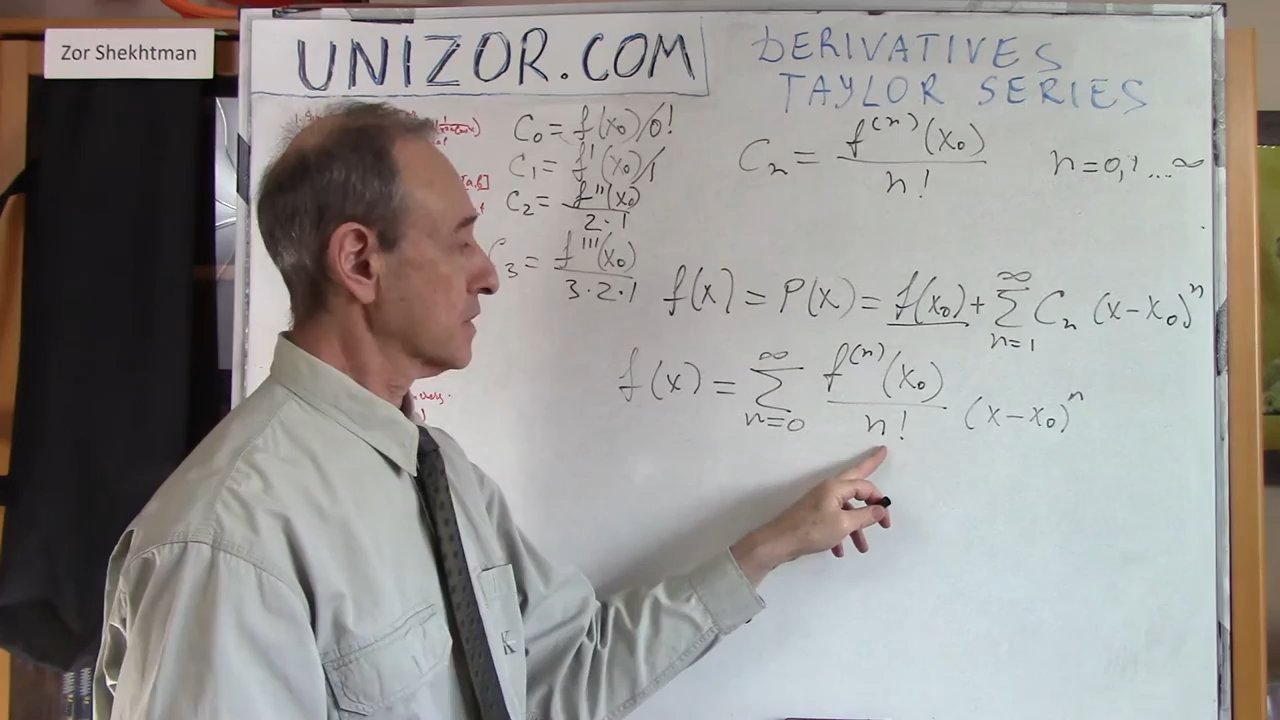 Zor Shekhtman
UNIZOR.COM
DERIVATIVES
TAYLOR SERIES
C₀ = f(x₀)/0!
C₁ = f'(x₀)/1
C₂ = f''(x₀)/2·1
₃ = f'''(x₀)/3·2·1
Cₙ = f⁽ⁿ⁾(x₀)/n! n=0,1...∞
f(x) = P(x) = f(x₀) + ∑ₙ₌₁^∞ Cₙ (x-x₀)ⁿ
f(x) = ∑ₙ₌₀^∞ f⁽ⁿ⁾(x₀)/n! (x-x₀)ⁿ
K